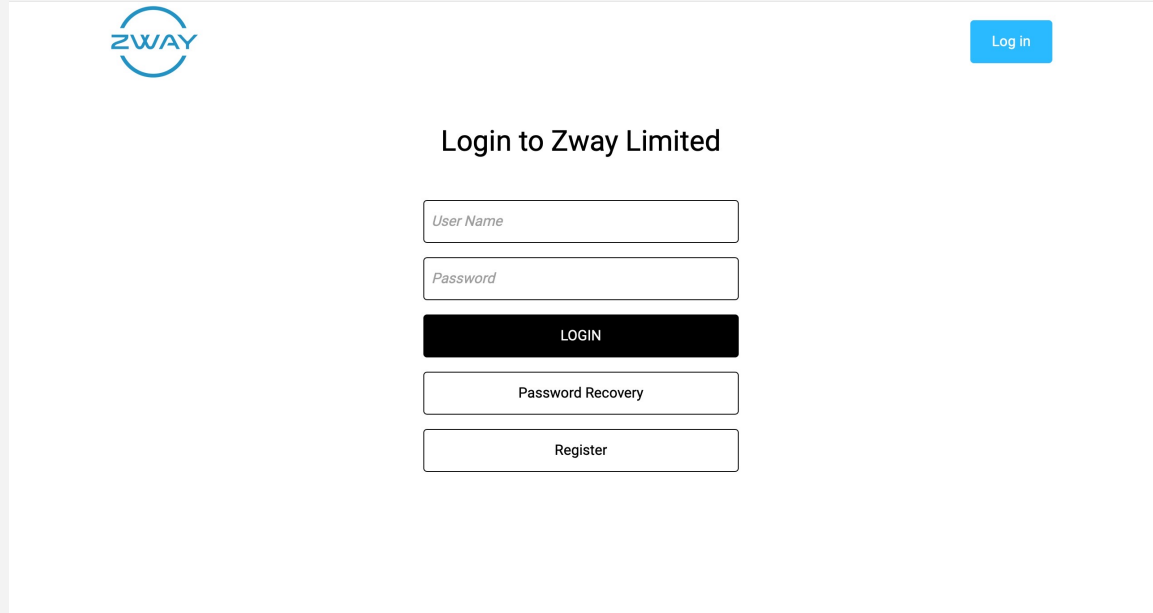 ZWAY
Log in
Login to Zway Limited
User Name
Password
LOGIN
Password Recovery
Register